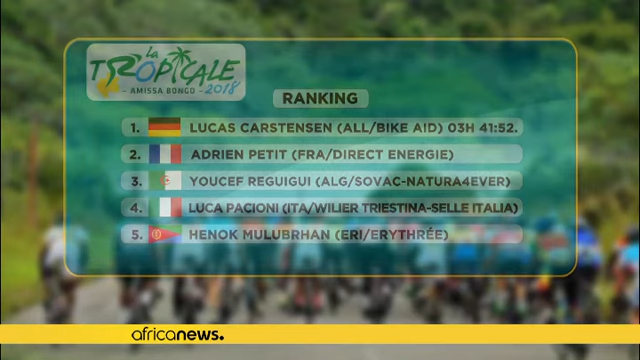 La
TROPICALE
- AMISSA BONGO -
2018
RANKING
1. LUCAS CARSTENSEN (ALL/BIKE AID) 03H 41:52.
2. ADRIEN PETIT (FRA/DIRECT ENERGIE)
3. YOUCEF REGUIGUI (ALG/SOVAC-NATURA4EVER)
4. LUCA PACIONI (ITA/WILIER TRIESTINA-SELLE ITALIA)
5. HENOK MULUBRHAN (ERI/ERYTHRÉE)
africanews.